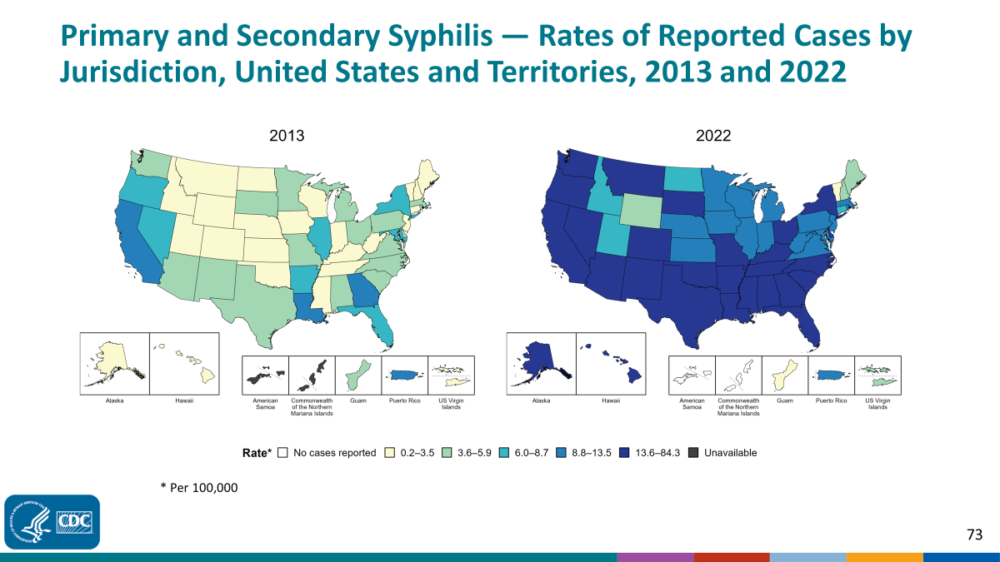 Primary and Secondary Syphilis — Rates of Reported Cases by
Jurisdiction, United States and Territories, 2013 and 2022
2013
2022
Alaska
Hawaii
American
Samoa
Commonwealth
of the Northern
Mariana Islands
Guam
Puerto Rico
US Virgin
Islands
Alaska
Hawaii
American
Samoa
Commonwealth
of the Northern
Mariana Islands
Guam
Puerto Rico
US Virgin
Islands
Rate* No cases reported 0.2–3.5 3.6–5.9 6.0–8.7 8.8–13.5 13.6–84.3 Unavailable
* Per 100,000
CDC
73